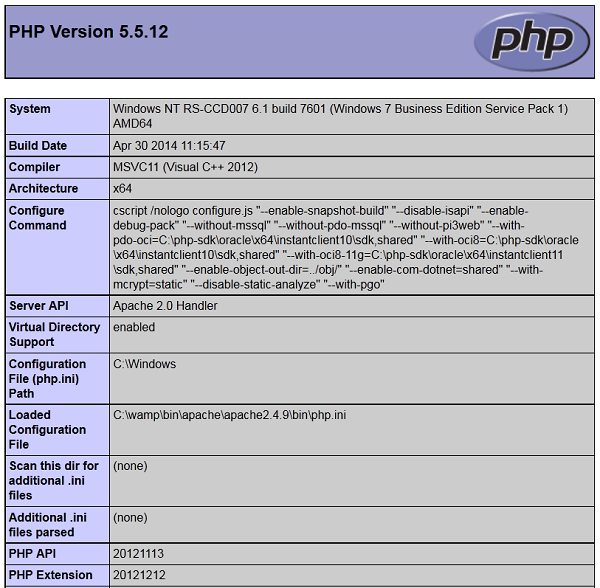 PHP Version 5.5.12
php
System
Windows NT RS-CCD007 6.1 build 7601 (Windows 7 Business Edition Service Pack 1)
AMD64
Build Date
Apr 30 2014 11:15:47
Compiler
MSVC11 (Visual C++ 2012)
Architecture
x64
Configure
Command
cscript /nologo configure.js "--enable-snapshot-build" "--disable-isapi" "--enable-
debug-pack" "--without-mssql" "--without-pdo-mssql" "--without-pi3web" "--with-
pdo-oci=C:\php-sdk\oracle\x64\instantclient10\sdk,shared" "--with-oci8=C:\php-sdk\oracle
\x64\instantclient10\sdk,shared" "--with-oci8-11g=C:\php-sdk\oracle\x64\instantclient11
\sdk,shared" "--enable-object-out-dir=../obj/" "--enable-com-dotnet=shared" "--with-
mcrypt=static" "--disable-static-analyze" "--with-pgo"
Server API
Apache 2.0 Handler
Virtual Directory
Support
enabled
Configuration
File (php.ini)
Path
C:\Windows
Loaded
Configuration
File
C:\wamp\bin\apache\apache2.4.9\bin\php.ini
Scan this dir for
additional .ini
files
(none)
Additional .ini
files parsed
(none)
PHP API
20121113
PHP Extension
20121212